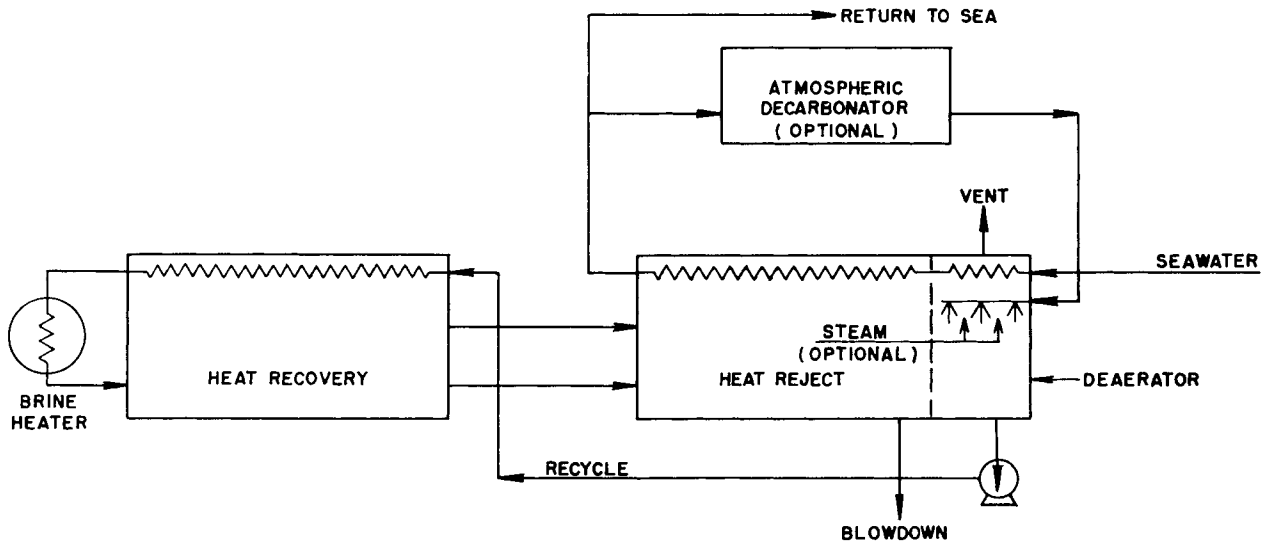 RETURN TO SEA
ATMOSPHERIC
DECARBONATOR
( OPTIONAL )
VENT
SEAWATER
STEAM
(OPTIONAL)
HEAT RECOVERY
HEAT REJECT
DEAERATOR
BRINE
HEATER
RECYCLE
BLOWDOWN